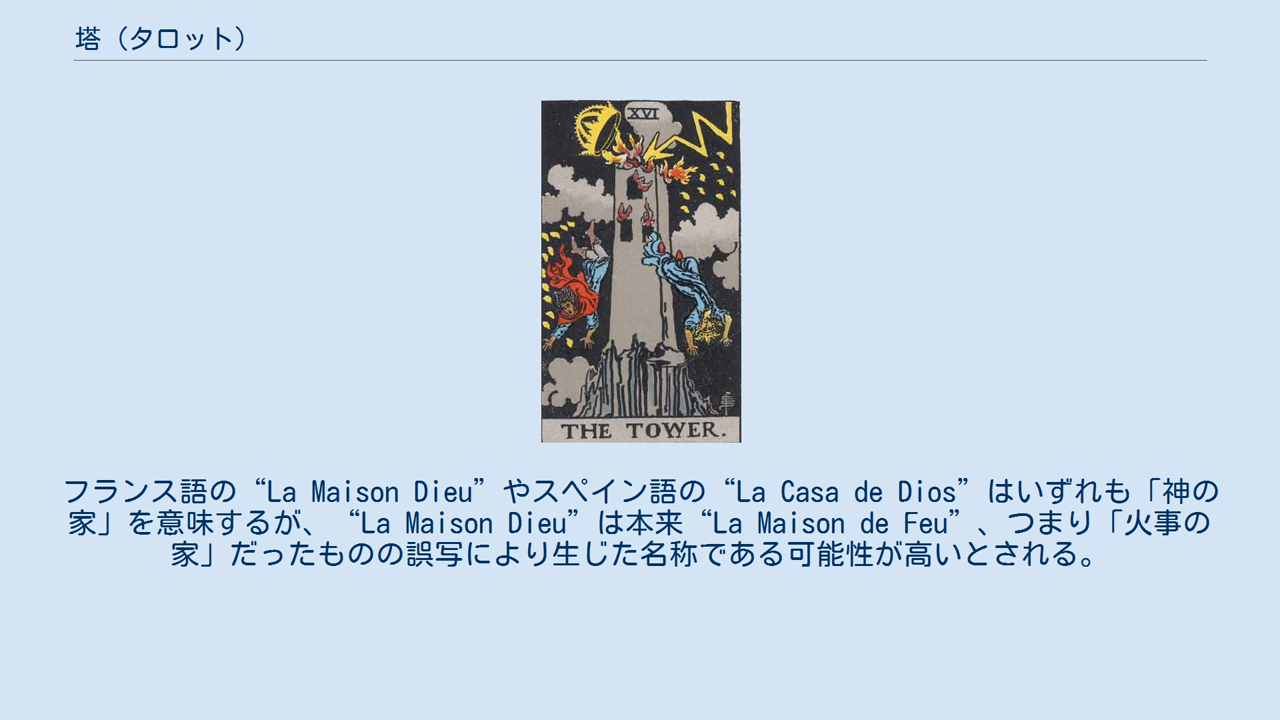 塔（タロット）
XVI
THE TOWER.
フランス語の“La Maison Dieu”やスペイン語の“La Casa de Dios”はいずれも「神の
家」を意味するが、“La Maison Dieu”は本来“La Maison de Feu”、つまり「火事の
家」だったものの誤写により生じた名称である可能性が高いとされる。